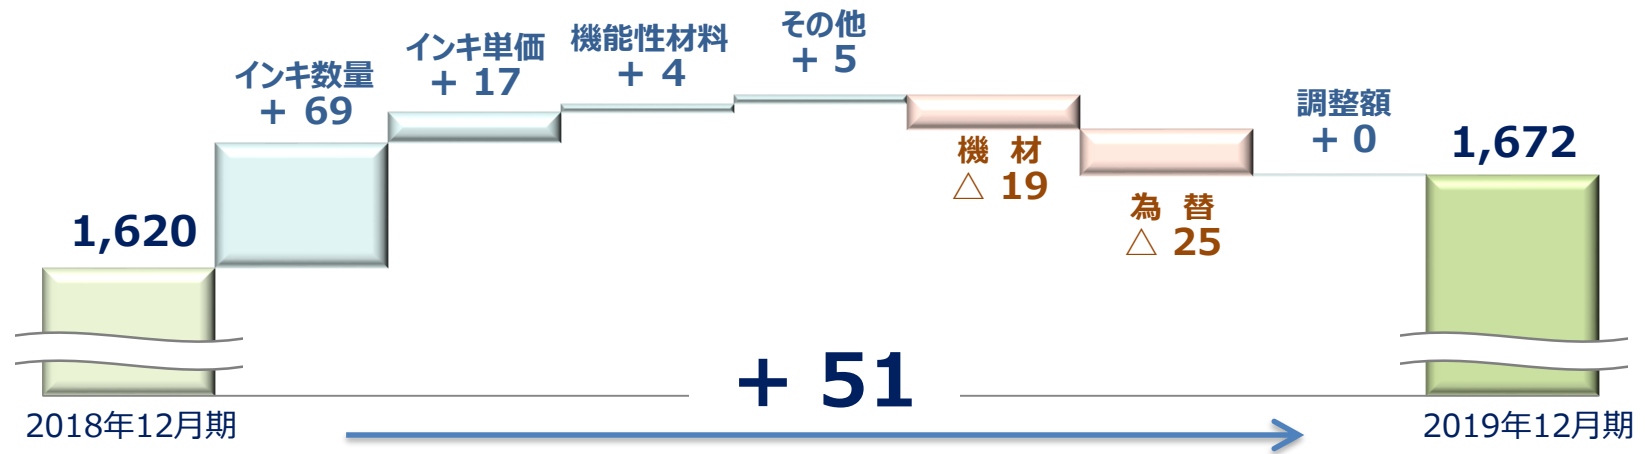 1,620
インキ数量
+ 69
インキ単価
+ 17
機能性材料
+ 4
その他
+ 5
機 材
△ 19
為 替
△ 25
調整額
+ 0
1,672
+ 51
2018年12月期
2019年12月期